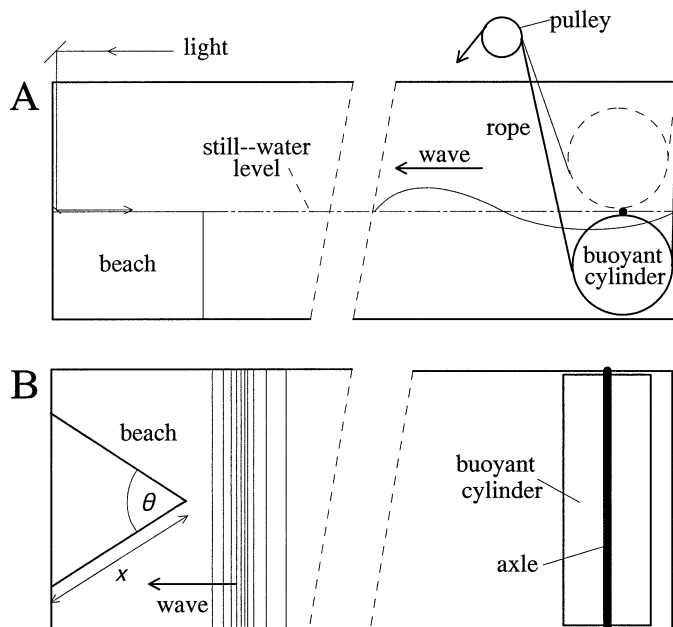 pulley
light
A
rope
still--water
level
wave
beach
buoyant
cylinder
B
beach
θ
x
wave
buoyant
cylinder
axle